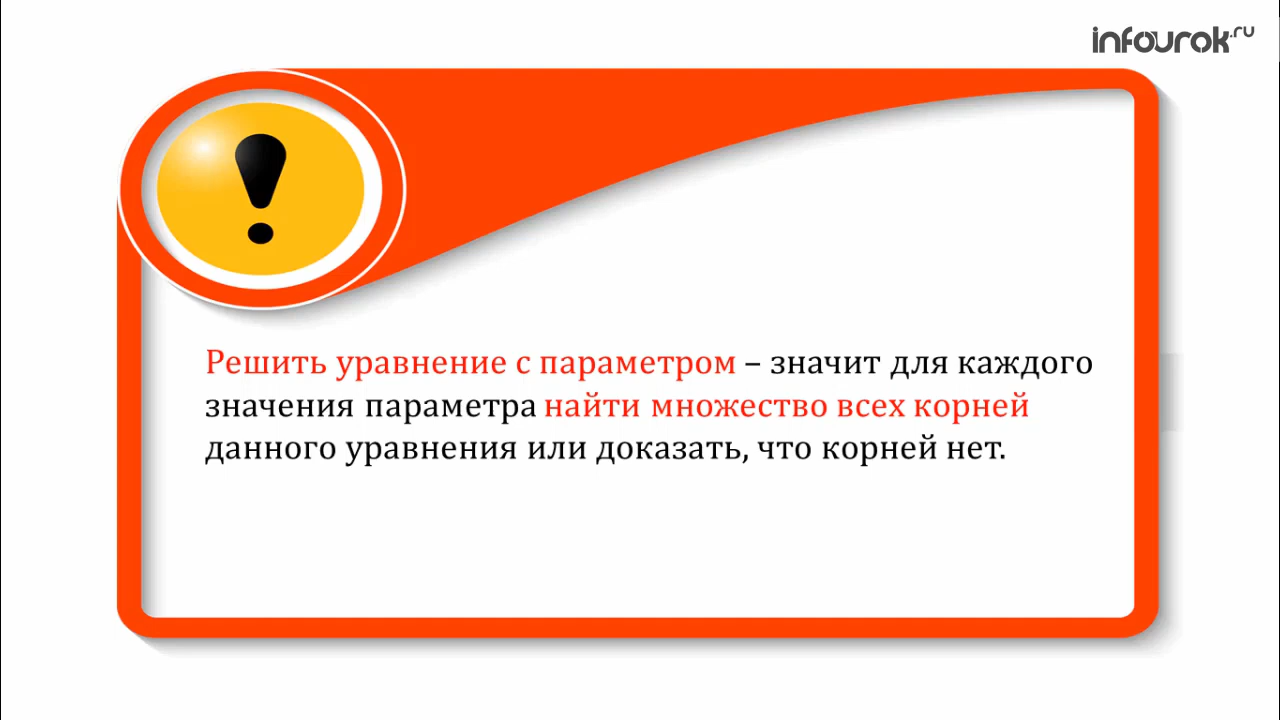 infourok.ru
Решить уравнение с параметром – значит для каждого
значения параметра найти множество всех корней
данного уравнения или доказать, что корней нет.